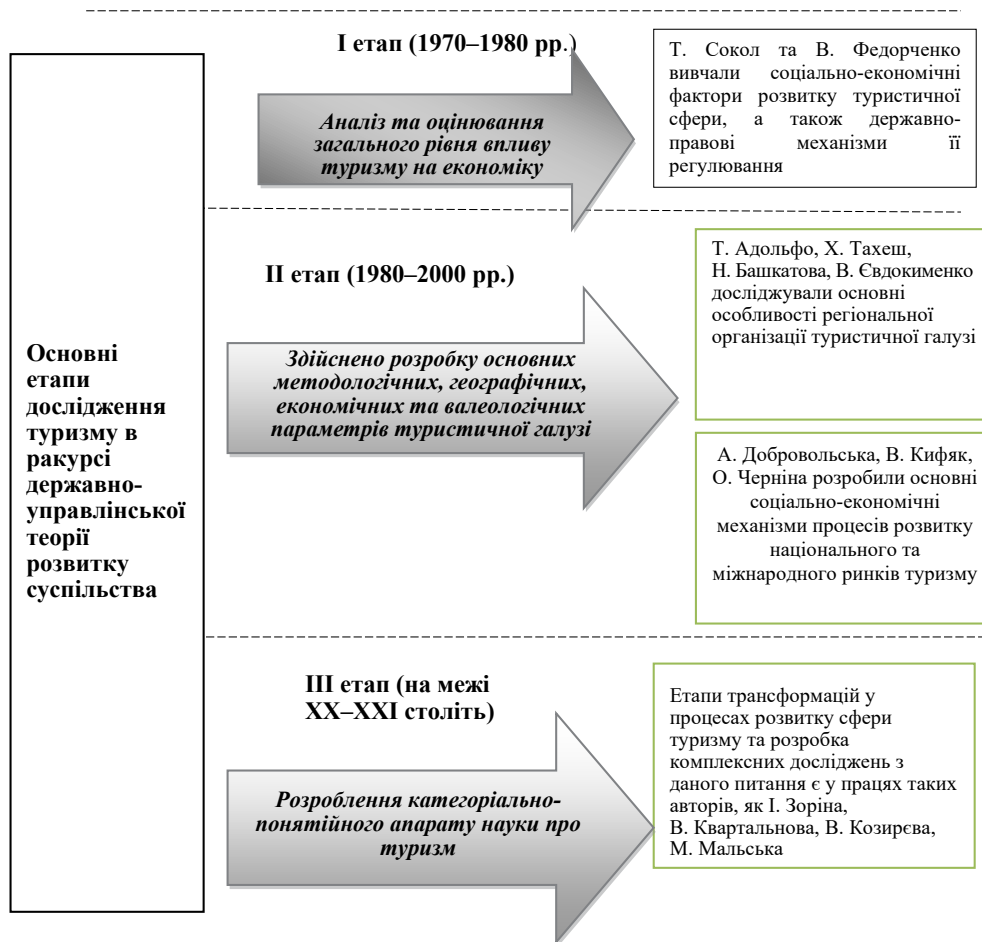 Основні
етапи
дослідження
туризму в
ракурсі
державно-
управлінської
теорії
розвитку
суспільства
І етап (1970–1980 рр.)
Аналіз та оцінювання
загального рівня впливу
туризму на економіку
Т. Сокол та В. Федорченко
вивчали соціально-економічні
фактори розвитку туристичної
сфери, а також державно-
правові механізми її
регулювання
ІІ етап (1980–2000 рр.)
Здійснено розробку основних
методологічних, географічних,
економічних та валеологічних
параметрів туристичної галузі
Т. Адольфо, Х. Тахеш,
Н. Башкатова, В. Євдокименко
досліджували основні
особливості регіональної
організації туристичної галузі
А. Добровольська, В. Кифяк,
О. Черніна розробили основні
соціально-економічні
механізми процесів розвитку
національного та
міжнародного ринків туризму
ІІІ етап (на межі
ХХ–ХХІ століть)
Розроблення категоріально-
понятійного апарату науки про
туризм
Етапи трансформацій у
процесах розвитку сфери
туризму та розробка
комплексних досліджень з
даного питання є у працях таких
авторів, як І. Зоріна,
В. Квартальнова, В. Козирєва,
М. Мальська